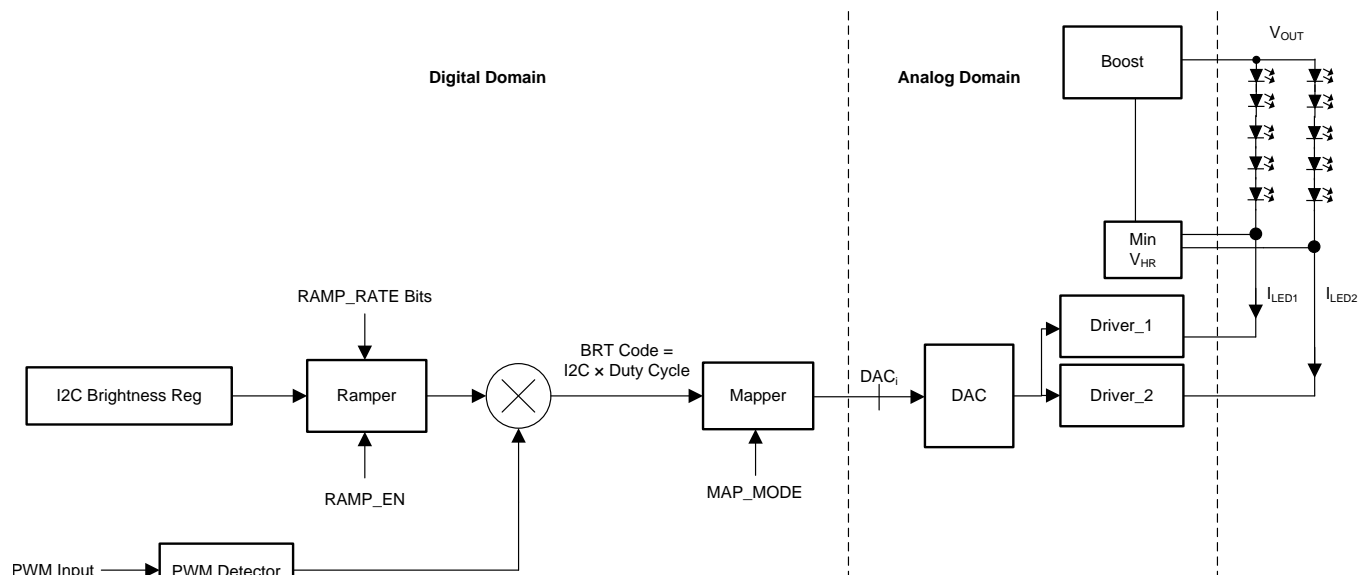 Digital Domain
Analog Domain
Boost
VOUT
Min
VHR
ILED1
ILED2
RAMP_RATE Bits
I2C Brightness Reg
Ramper
RAMP_EN
BRT Code =
I2C × Duty Cycle
Mapper
MAP_MODE
DACi
DAC
Driver_1
Driver_2
PWM Input
PWM Detector